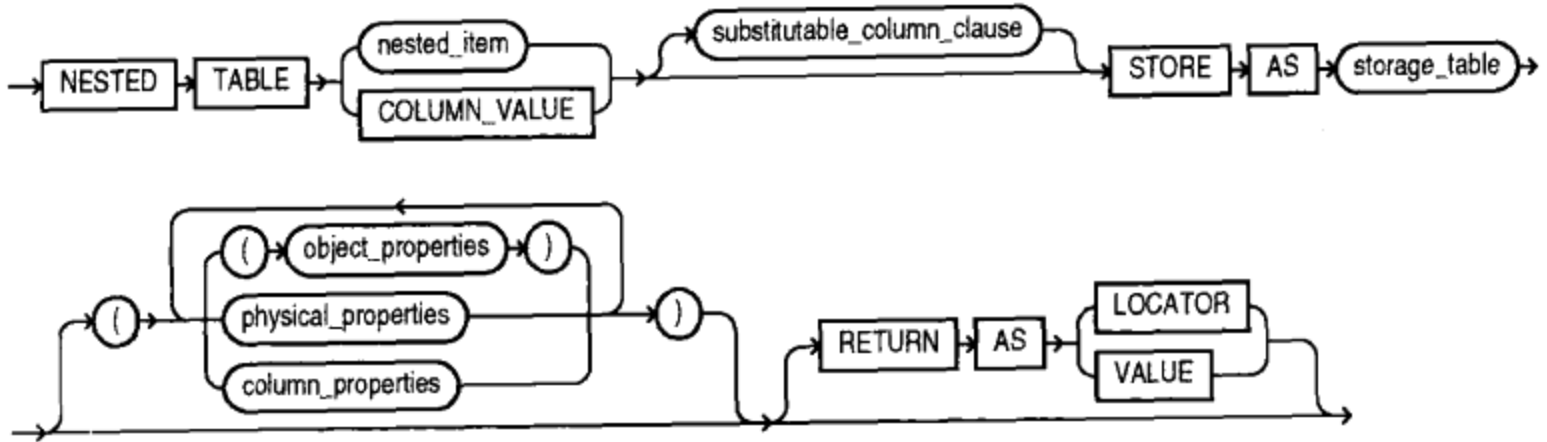 NESTED TABLE nested_item substitutable_column_clause STORE AS storage_table
COLUMN_VALUE
( object_properties )
( physical_properties )
column_properties
RETURN AS LOCATOR
VALUE